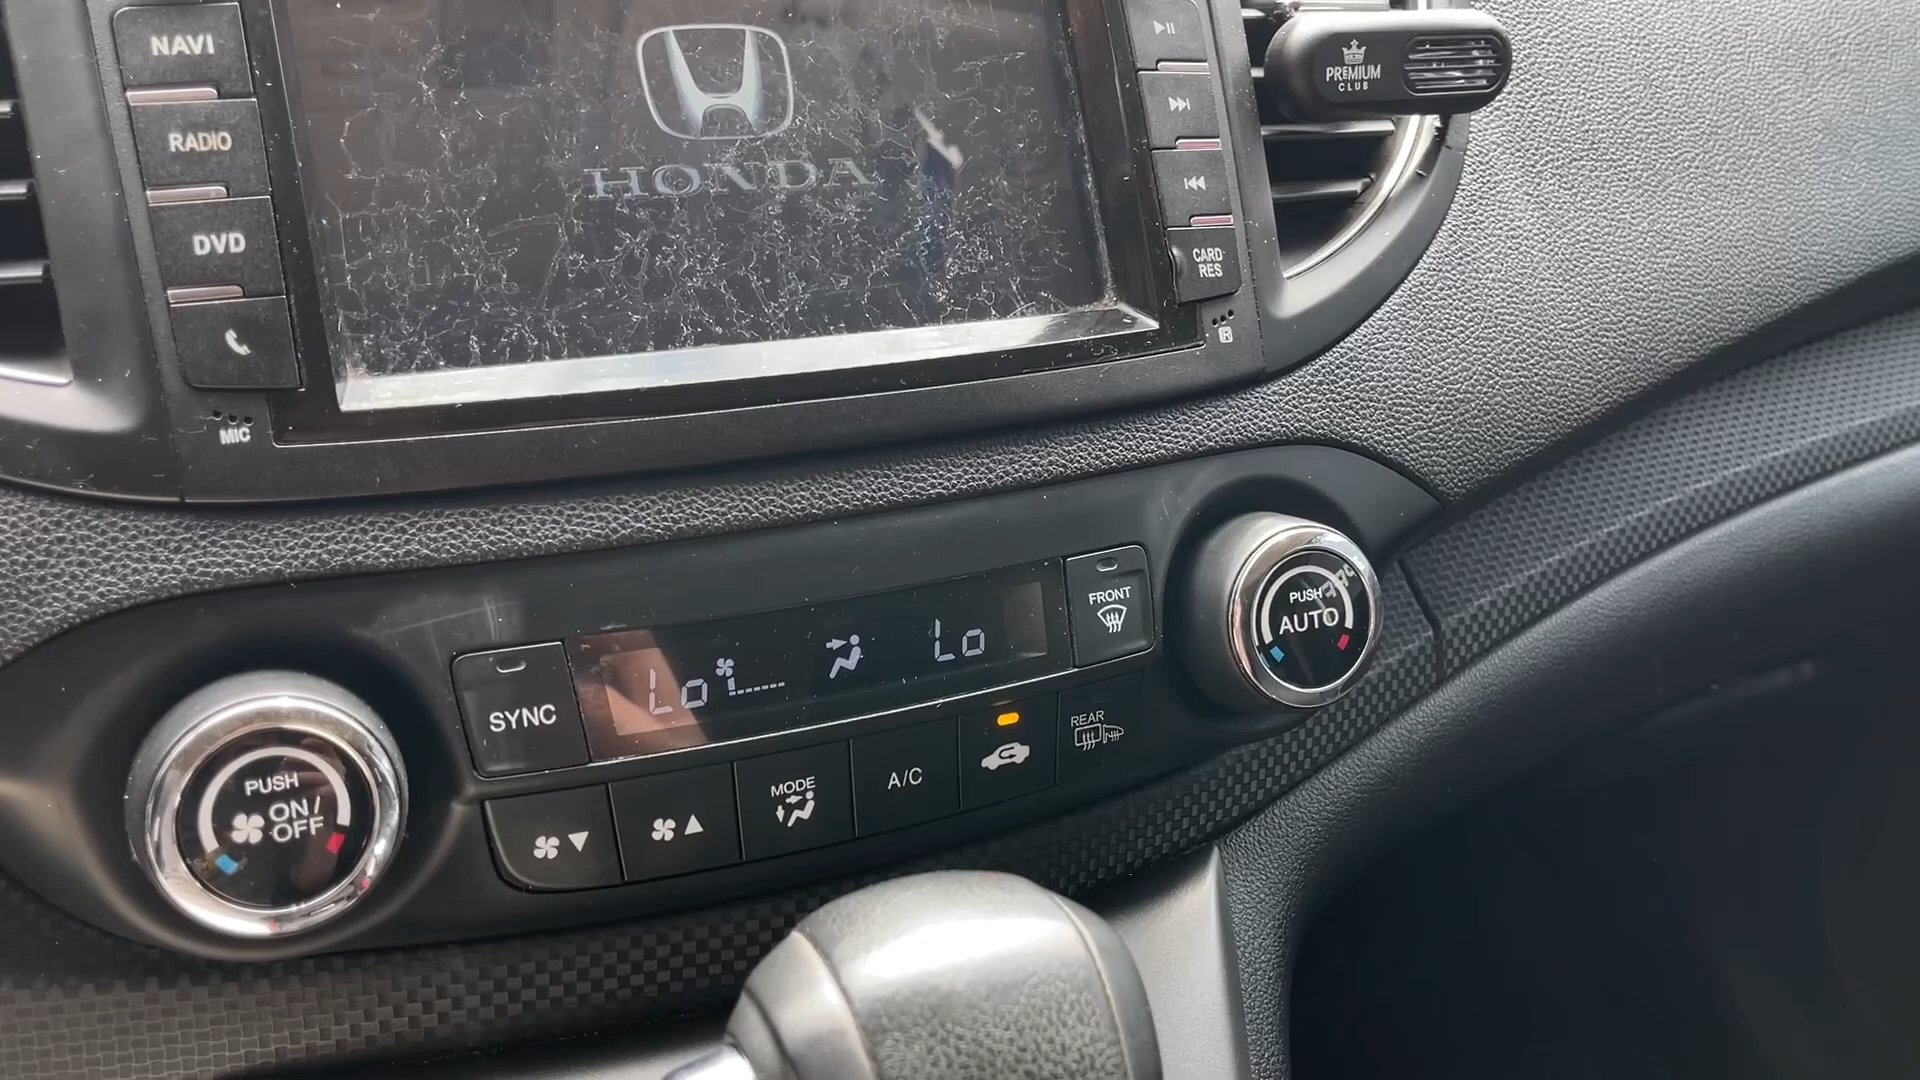 NAVI
RADIO
DVD
MIC
HONDA
CARD
RES
R
PREMIUM
CLUB
PUSH
ON/
OFF
SYNC
Lo
Lo
FRONT
MODE
A/C
REAR
PUSH
AUTO